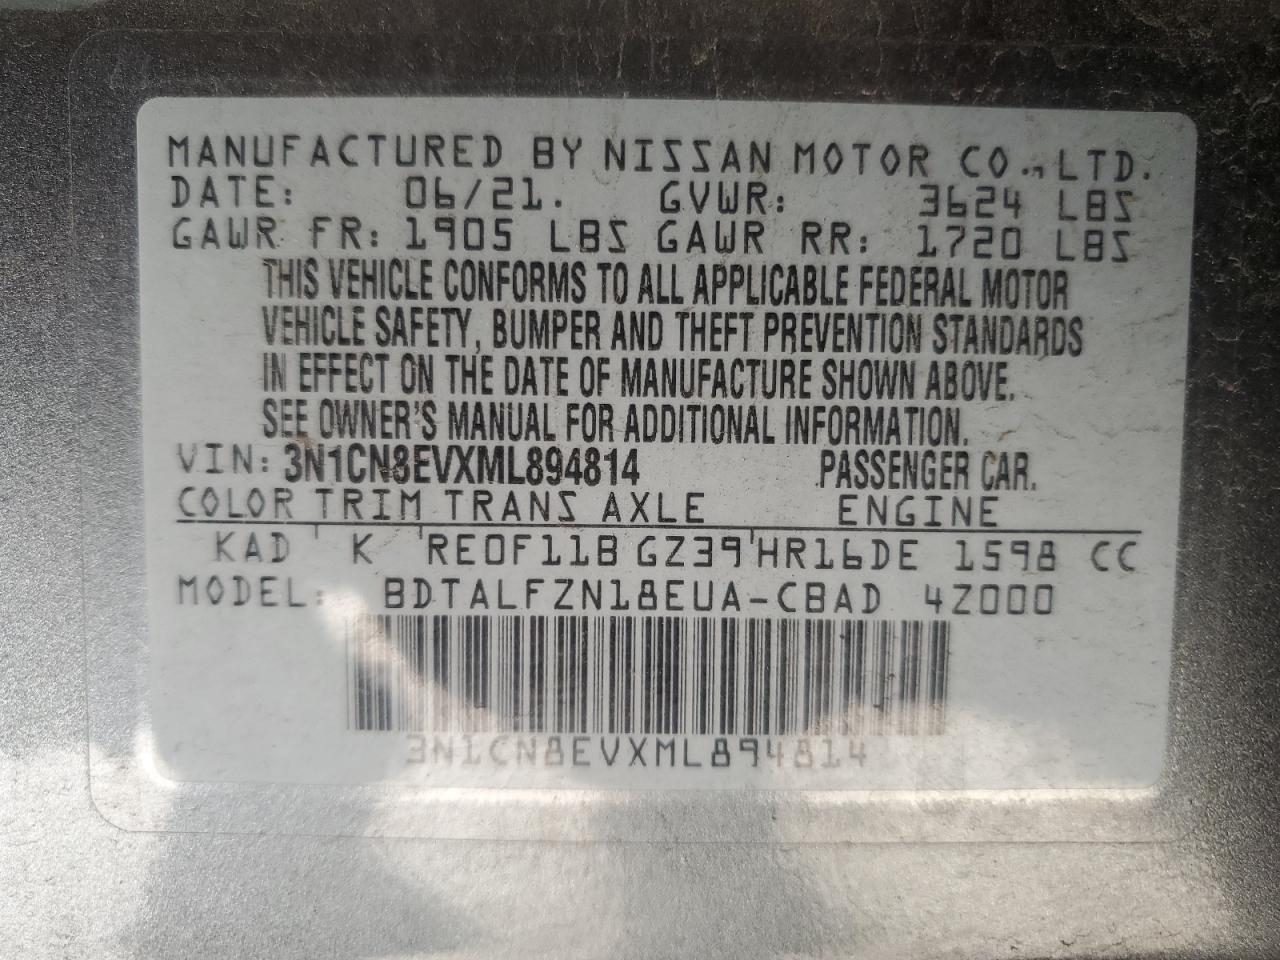 MANUFACTURED BY NISSAN MOTOR CO., LTD.
DATE: 06/21. GVWR: 3624 LBS
GAWR FR: 1905 LBS GAWR RR: 1720 LBS
THIS VEHICLE CONFORMS TO ALL APPLICABLE FEDERAL MOTOR
VEHICLE SAFETY, BUMPER AND THEFT PREVENTION STANDARDS
IN EFFECT ON THE DATE OF MANUFACTURE SHOWN ABOVE.
SEE OWNER'S MANUAL FOR ADDITIONAL INFORMATION.
VIN: 3N1CN8EVXML894814 PASSENGER CAR.
COLOR TRIM TRANS AXLE ENGINE
KAD ' K ' RE0F11B GZ39 ' HR16DE 1598 CC
MODEL: BDTALFZN18EUA-CBAD 4Z000
3N1CN8EVXML894814